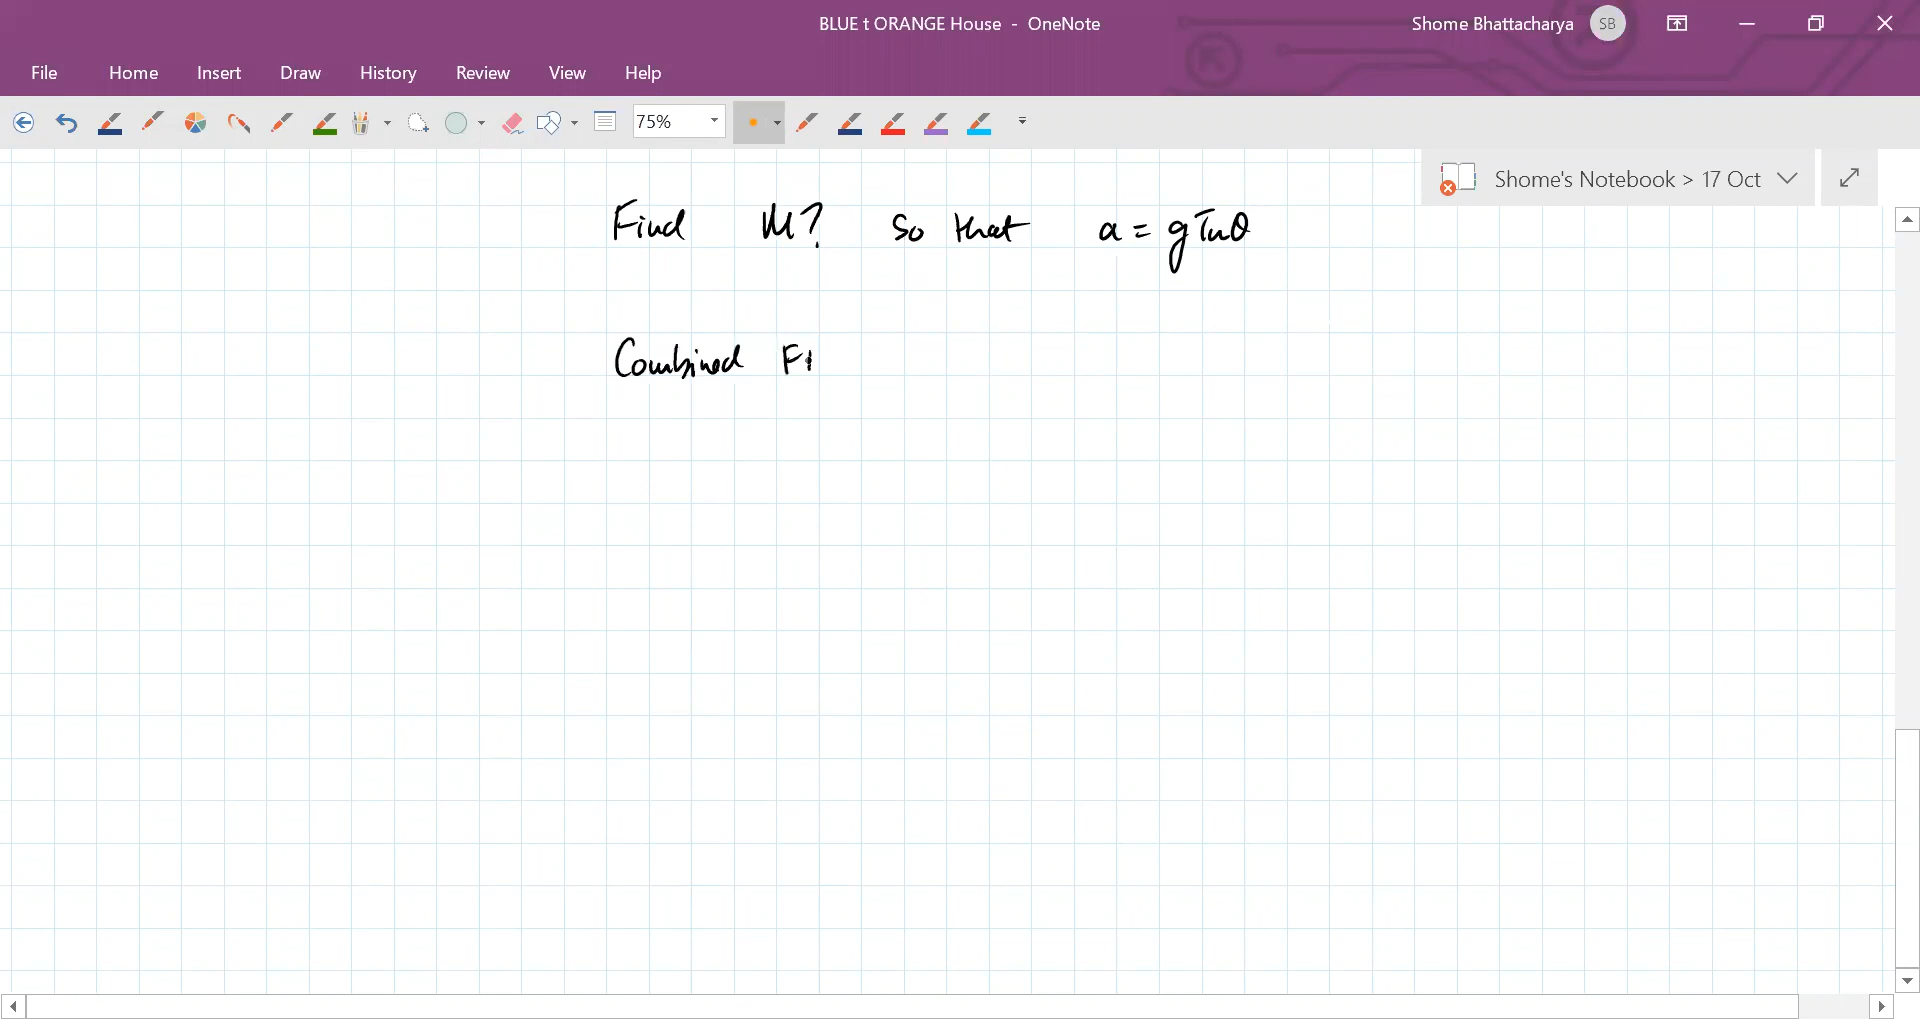 BLUE t ORANGE House - OneNote
Shome Bhattacharya
SB
File Home Insert Draw History Review View Help
75%
Shome's Notebook > 17 Oct
Find M? So that a = g Tanθ
Combined F